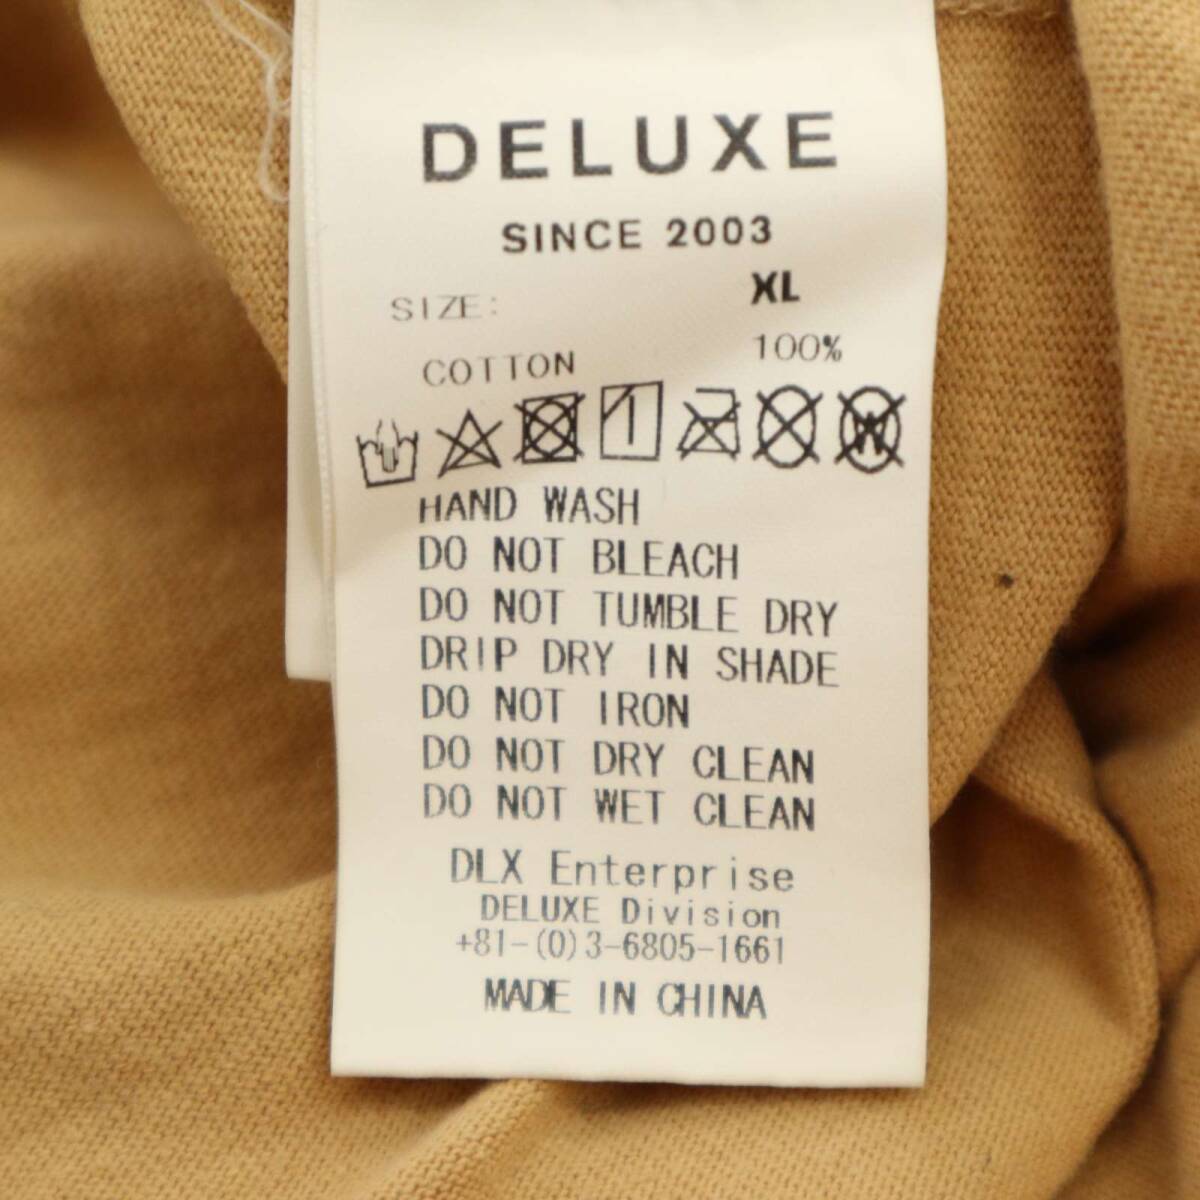 DELUXE
SINCE 2003
SIZE: XL
COTTON 100%
W
HAND WASH
DO NOT BLEACH
DO NOT TUMBLE DRY
DRIP DRY IN SHADE
DO NOT IRON
DO NOT DRY CLEAN
DO NOT WET CLEAN
DLX Enterprise
DELUXE Division
+81-(0)3-6805-1661
MADE IN CHINA